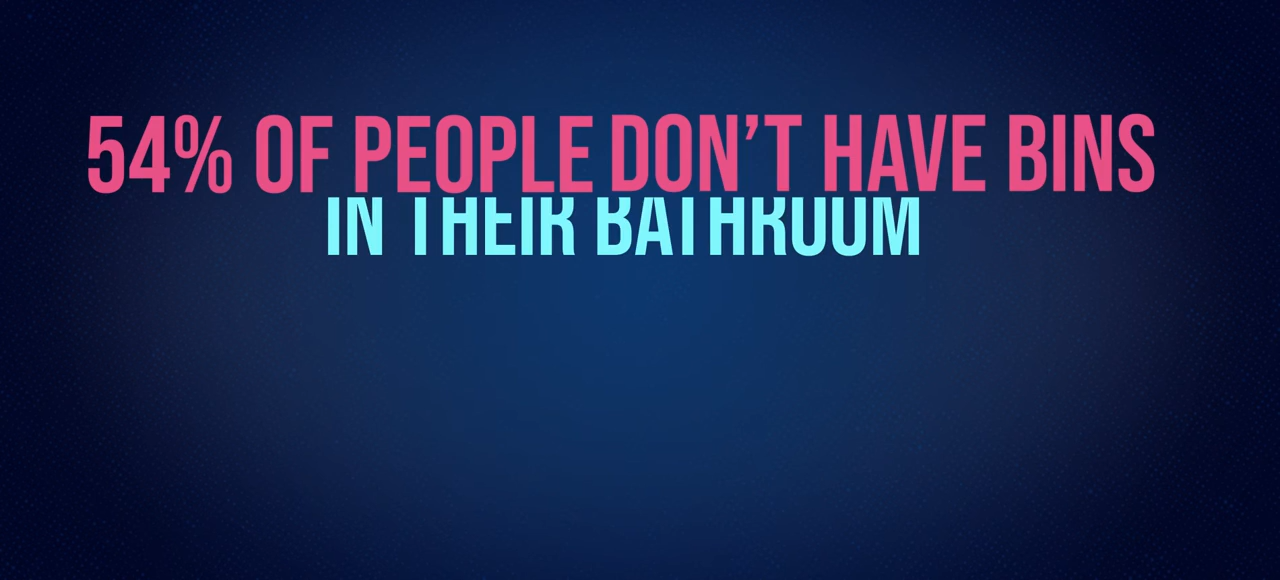 54% OF PEOPLE DON’T HAVE BINS
IN THEIR BATHROOM